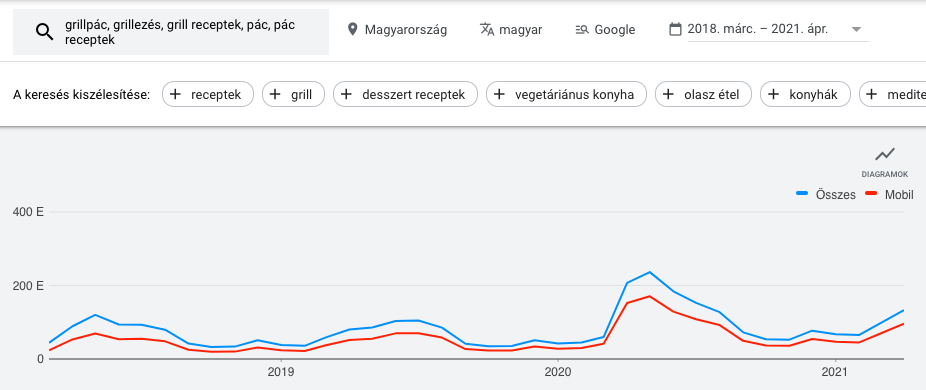 grillpác, grillezés, grill receptek, pác, pác
receptek
Magyarország
magyar
Google
2018. márc. – 2021. ápr.
A keresés kiszélesítése:
+ receptek
+ grill
+ desszert receptek
+ vegetáriánus konyha
+ olasz étel
+ konyhák
+ medite
DIAGRAMOK
Összes
Mobil
400 E
200 E
0
2019
2020
2021